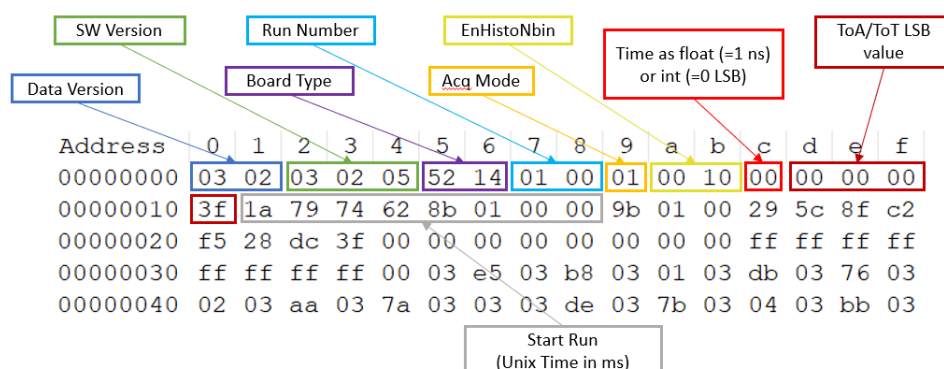 SW Version
Run Number
EnHistoNbin
Time as float (=1 ns)
or int (=0 LSB)
ToA/ToT LSB
value
Data Version
Board Type
Acq Mode
Address 0 1 2 3 4 5 6 7 8 9 a b c d e f
00000000 03 02 03 02 05 52 14 01 00 01 00 10 00 00 00 00
00000010 3f 1a 79 74 62 8b 01 00 00 9b 01 00 29 5c 8f c2
00000020 f5 28 dc 3f 00 00 00 00 00 00 00 00 ff ff ff ff
00000030 ff ff ff ff 00 03 e5 03 b8 03 01 03 db 03 76 03
00000040 02 03 aa 03 7a 03 03 03 de 03 7b 03 04 03 bb 03
Start Run
(Unix Time in ms)